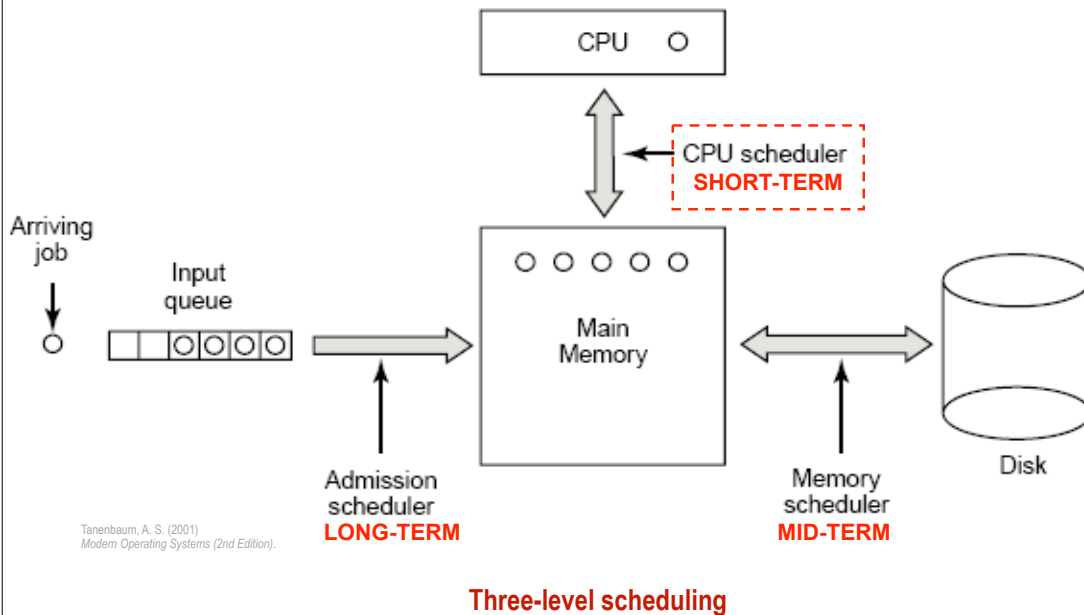 CPU
CPU scheduler
SHORT-TERM
Arriving
job
Input
queue
Main
Memory
Disk
Admission
scheduler
LONG-TERM
Memory
scheduler
MID-TERM
Tanenbaum, A. S. (2001)
Modern Operating Systems (2nd Edition).
Three-level scheduling